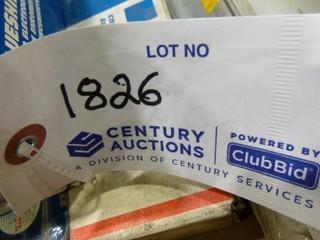 LOT NO
1826
CENTURY AUCTIONS
A DIVISION OF CENTURY SERVICES
POWERED BY
ClubBid